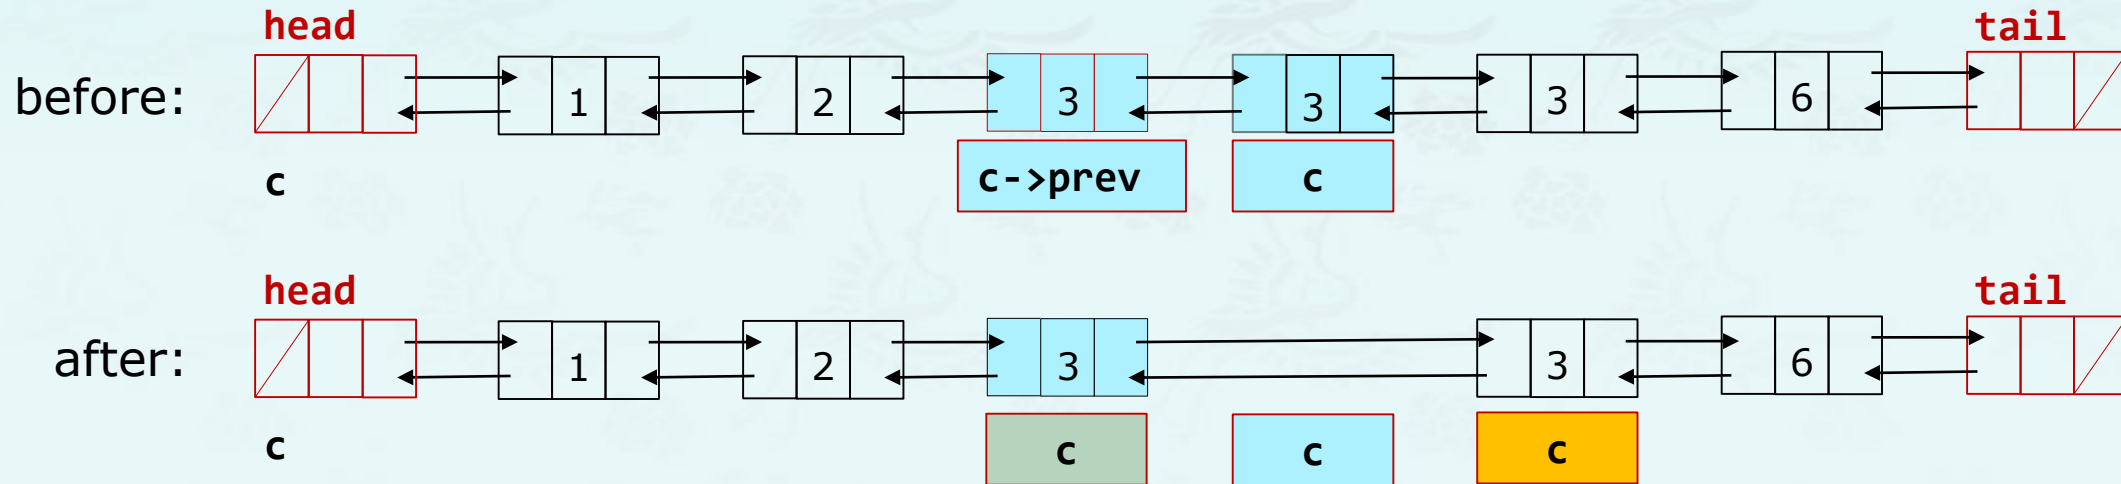 head tail
before: 1 2 3 3 3 6
c c->prev c
head tail
after: 1 2 3 3 6
c c c c